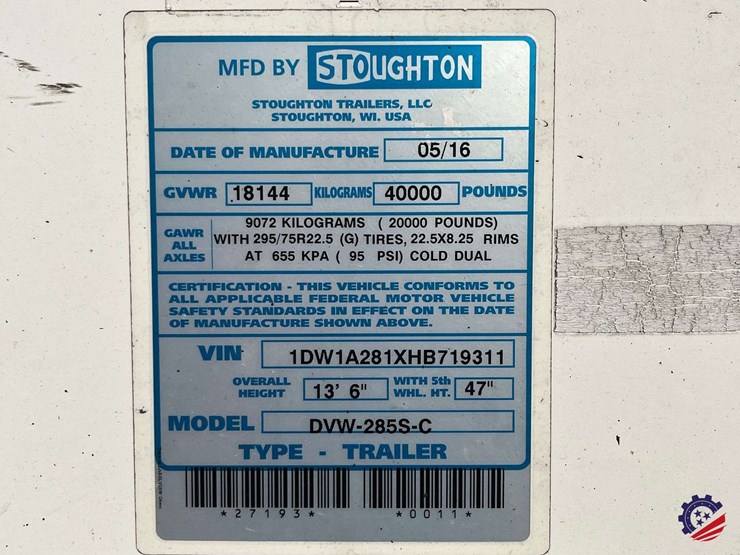 MFD BY STOUGHTON
STOUGHTON TRAILERS, LLC
STOUGHTON, WI. USA
DATE OF MANUFACTURE 05/16
GVWR 18144 KILOGRAMS 40000 POUNDS
GAWR ALL AXLES
9072 KILOGRAMS ( 20000 POUNDS)
WITH 295/75R22.5 (G) TIRES, 22.5X8.25 RIMS
AT 655 KPA ( 95 PSI) COLD DUAL
CERTIFICATION - THIS VEHICLE CONFORMS TO
ALL APPLICABLE FEDERAL MOTOR VEHICLE
SAFETY STANDARDS IN EFFECT ON THE DATE
OF MANUFACTURE SHOWN ABOVE.
VIN 1DW1A281XHB719311
OVERALL HEIGHT 13' 6" WITH 5th WHL. HT. 47"
MODEL DVW-285S-C
TYPE - TRAILER
*27193* *0011*